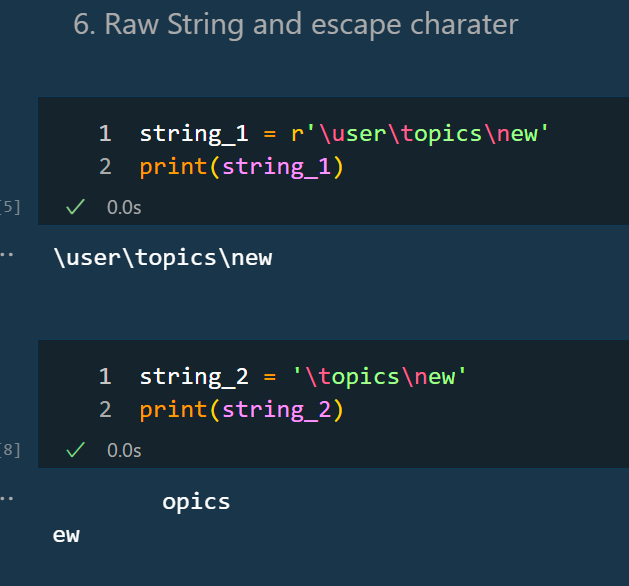 6. Raw String and escape charater
1 string_1 = r'\user\topics\new'
2 print(string_1)
[5] ✓ 0.0s
\user\topics\new
1 string_2 = '\topics\new'
2 print(string_2)
[8] ✓ 0.0s
opics
ew